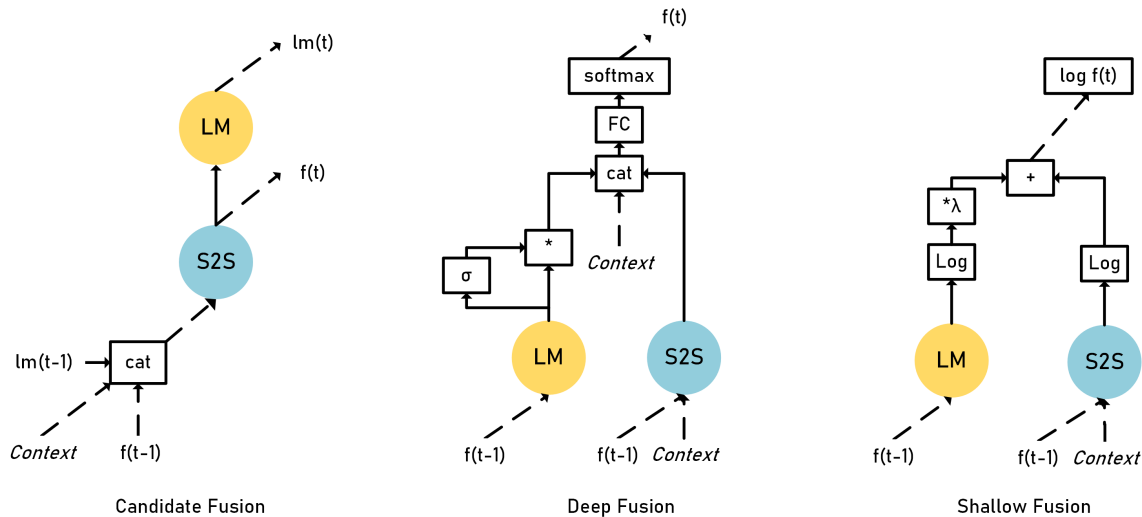 lm(t)
LM
f(t)
S2S
lm(t-1)
cat
Context
f(t-1)
Candidate Fusion
f(t)
softmax
FC
cat
*
Context
σ
LM
S2S
f(t-1)
f(t-1)
Context
Deep Fusion
log f(t)
+
*λ
Log
Log
LM
S2S
f(t-1)
f(t-1)
Context
Shallow Fusion